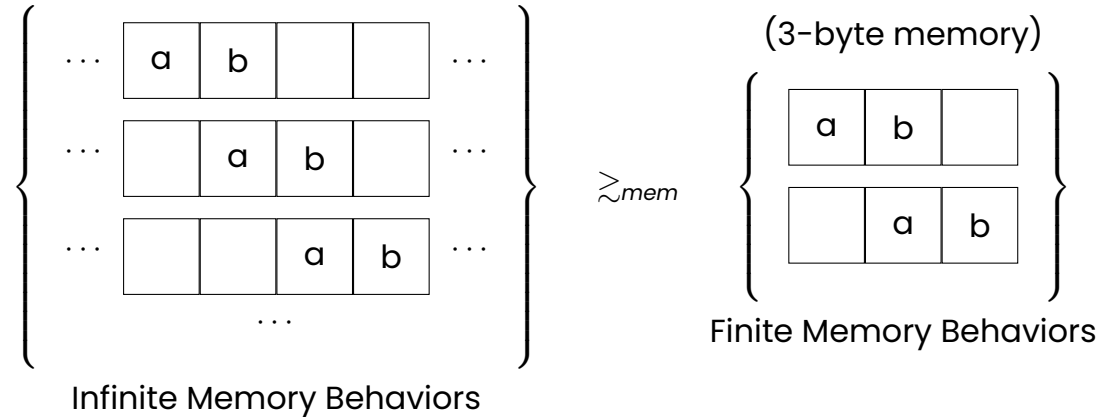 ··· a b ···
··· a b ···
··· a b ···
···
Infinite Memory Behaviors
≳mem
(3-byte memory)
a b
a b
Finite Memory Behaviors